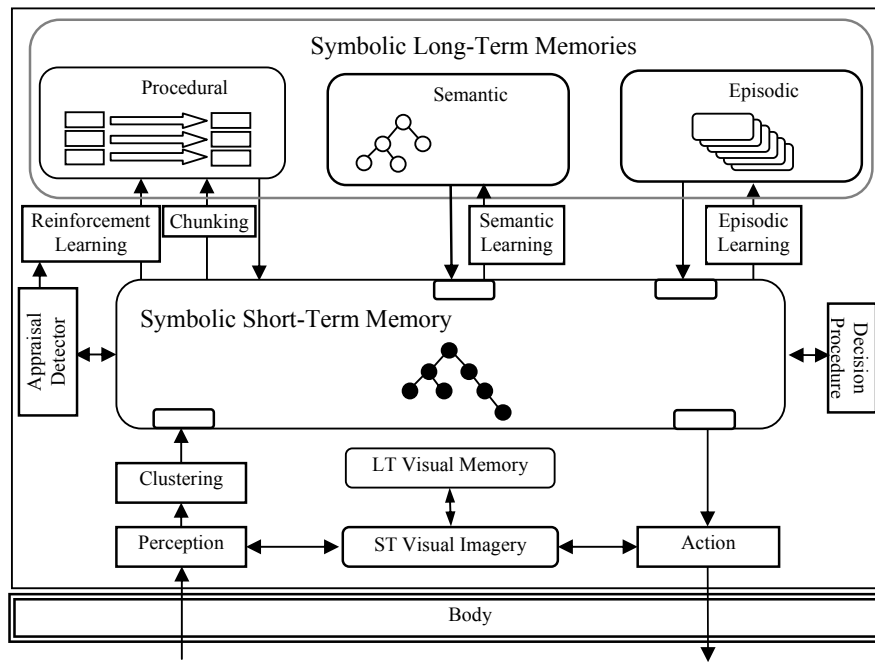 Symbolic Long-Term Memories
Procedural
Semantic
Episodic
Reinforcement
Learning
Chunking
Semantic
Learning
Episodic
Learning
Appraisal
Detector
Symbolic Short-Term Memory
Decision
Procedure
Clustering
LT Visual Memory
Perception
ST Visual Imagery
Action
Body